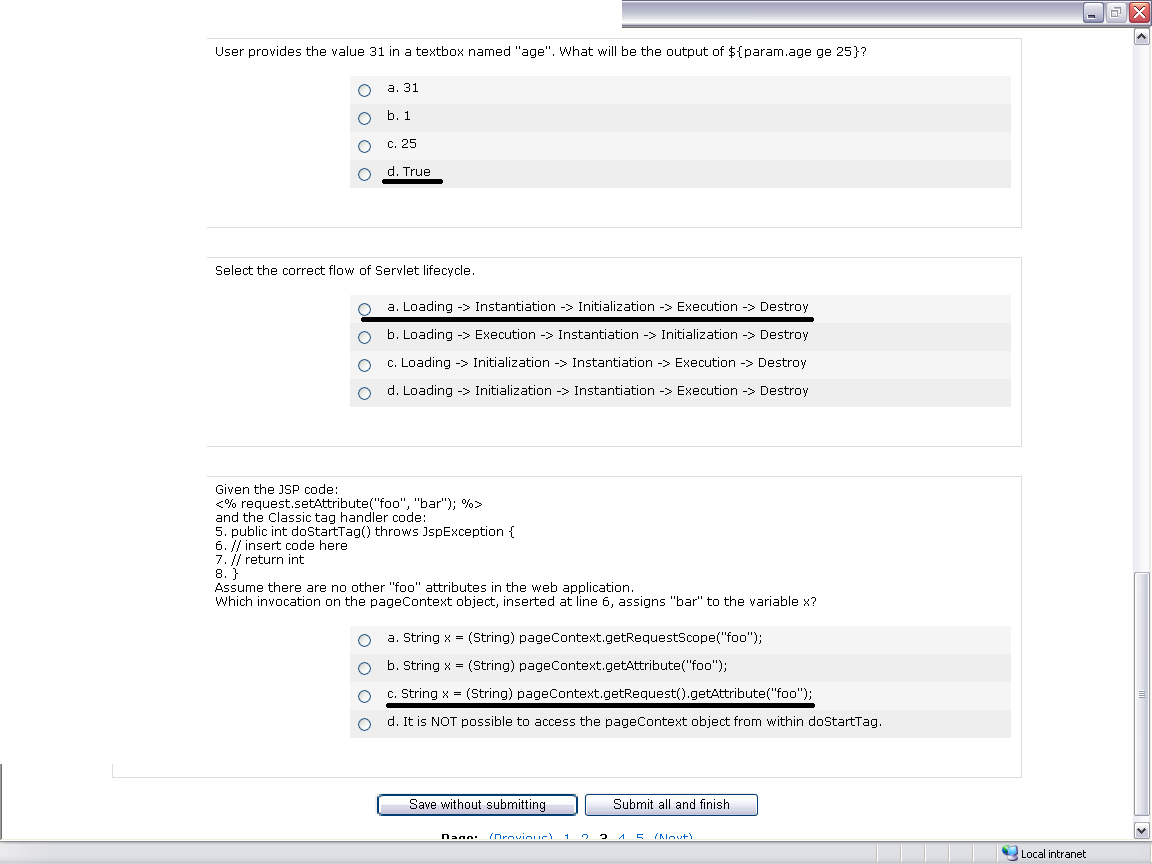 User provides the value 31 in a textbox named "age". What will be the output of ${param.age ge 25}?
a. 31
b. 1
c. 25
d. True
Select the correct flow of Servlet lifecycle.
a. Loading -> Instantiation -> Initialization -> Execution -> Destroy
b. Loading -> Execution -> Instantiation -> Initialization -> Destroy
c. Loading -> Initialization -> Instantiation -> Execution -> Destroy
d. Loading -> Initialization -> Instantiation -> Execution -> Destroy
Given the JSP code:
<% request.setAttribute("foo", "bar"); %>
and the Classic tag handler code:
5. public int doStartTag() throws JspException {
6. // insert code here
7. // return int
8. }
Assume there are no other "foo" attributes in the web application.
Which invocation on the pageContext object, inserted at line 6, assigns "bar" to the variable x?
a. String x = (String) pageContext.getRequestScope("foo");
b. String x = (String) pageContext.getAttribute("foo");
c. String x = (String) pageContext.getRequest().getAttribute("foo");
d. It is NOT possible to access the pageContext object from within doStartTag.
Save without submitting Submit all and finish
Page: (Previous) 1 2 3 4 5 (Next)
Local intranet